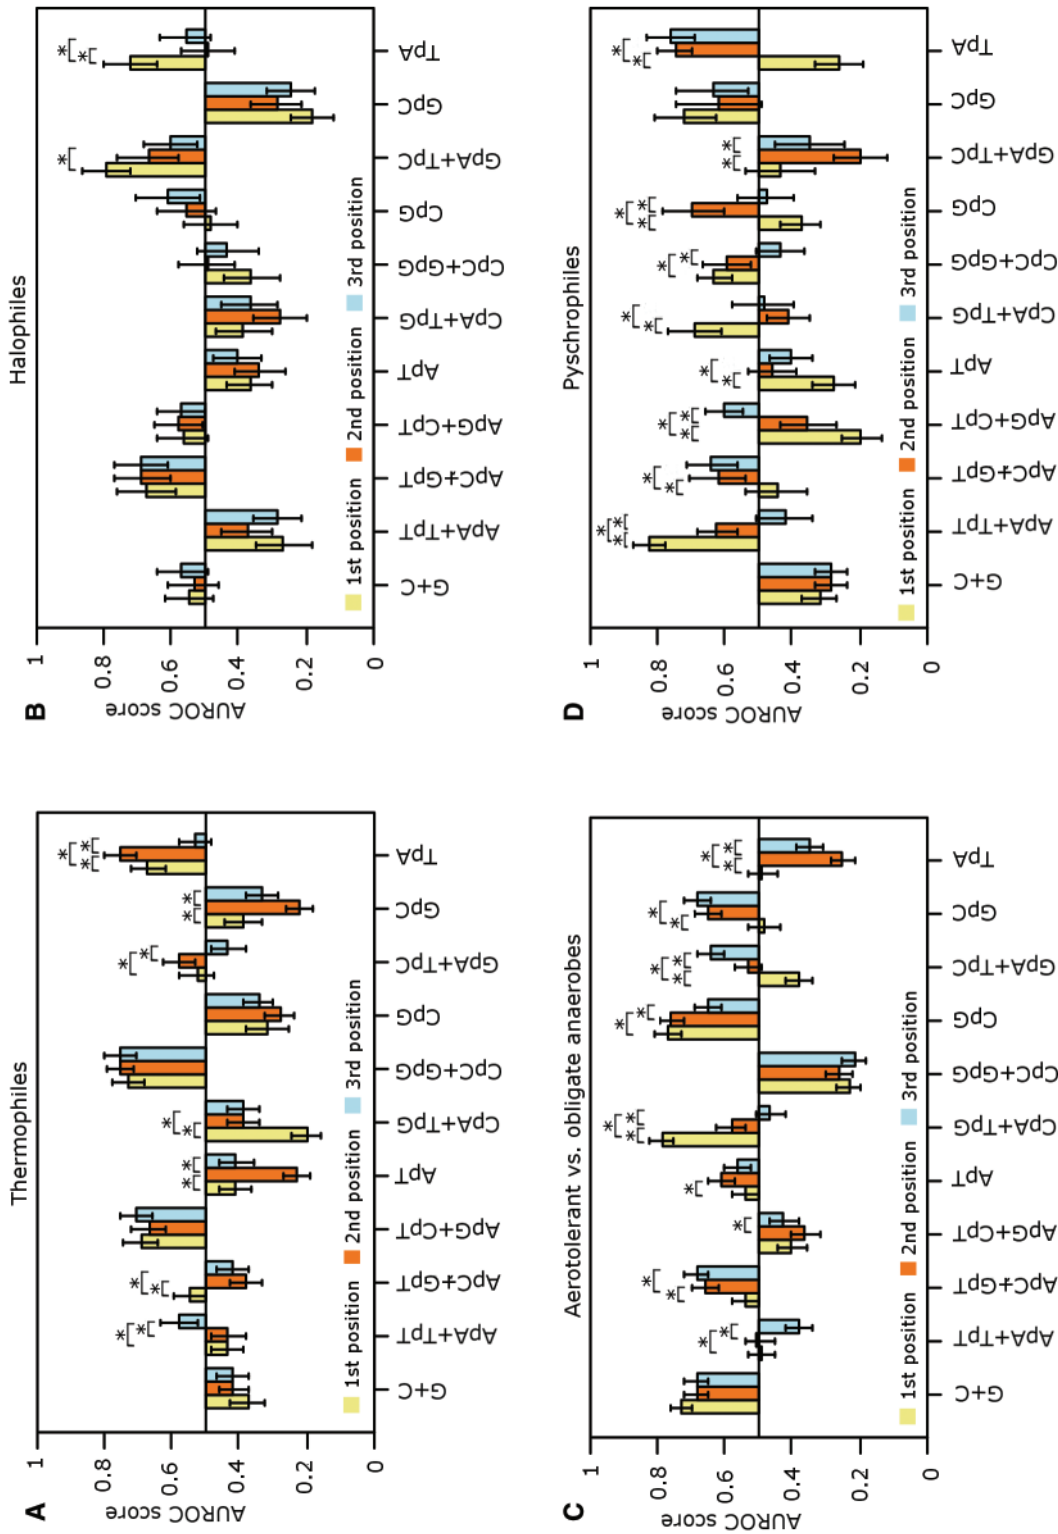 A
Thermophiles
AUROC score
1
0.8
0.6
0.4
0.2
0
1st position
2nd position
3rd position
G+C
ApA+TpT
ApC+GpT
ApG+CpT
ApT
CpA+TpG
CpC+GpG
CpG
GpA+TpC
GpC
TpA
B
Halophiles
AUROC score
1
0.8
0.6
0.4
0.2
0
1st position
2nd position
3rd position
G+C
ApA+TpT
ApC+GpT
ApG+CpT
ApT
CpA+TpG
CpC+GpG
CpG
GpA+TpC
GpC
TpA
C
Aerotolerant vs. obligate anaerobes
AUROC score
1
0.8
0.6
0.4
0.2
0
1st position
2nd position
3rd position
G+C
ApA+TpT
ApC+GpT
ApG+CpT
ApT
CpA+TpG
CpC+GpG
CpG
GpA+TpC
GpC
TpA
D
Pyschrophiles
AUROC score
1
0.8
0.6
0.4
0.2
0
1st position
2nd position
3rd position
G+C
ApA+TpT
ApC+GpT
ApG+CpT
ApT
CpA+TpG
CpC+GpG
CpG
GpA+TpC
GpC
TpA